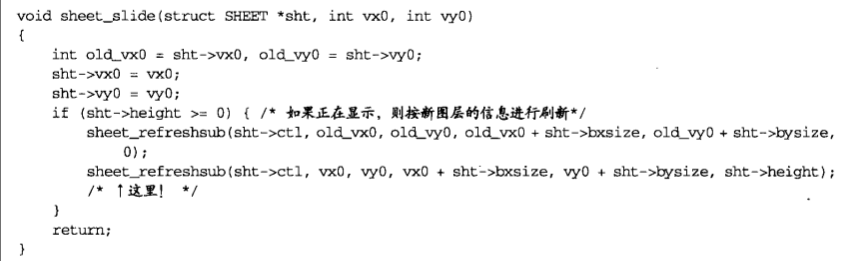 void sheet_slide(struct SHEET *sht, int vx0, int vy0)
{
    int old_vx0 = sht->vx0, old_vy0 = sht->vy0;
    sht->vx0 = vx0;
    sht->vy0 = vy0;
    if (sht->height >= 0) { /* 如果正在显示，则按新图层的信息进行刷新*/
        sheet_refreshsub(sht->ctl, old_vx0, old_vy0, old_vx0 + sht->bxsize, old_vy0 + sht->bysize,
            0);
        sheet_refreshsub(sht->ctl, vx0, vy0, vx0 + sht->bxsize, vy0 + sht->bysize, sht->height);
        /* ↑这里! */
    }
    return;
}